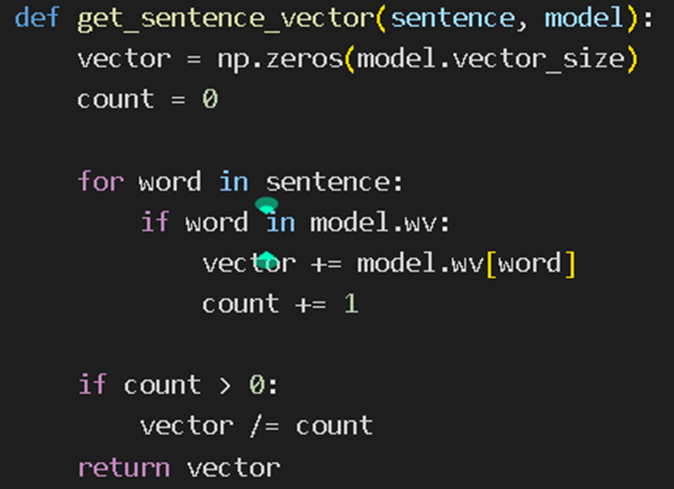 def get_sentence_vector(sentence, model):
    vector = np.zeros(model.vector_size)
    count = 0

    for word in sentence:
        if word in model.wv:
            vector += model.wv[word]
            count += 1

    if count > 0:
        vector /= count
    return vector